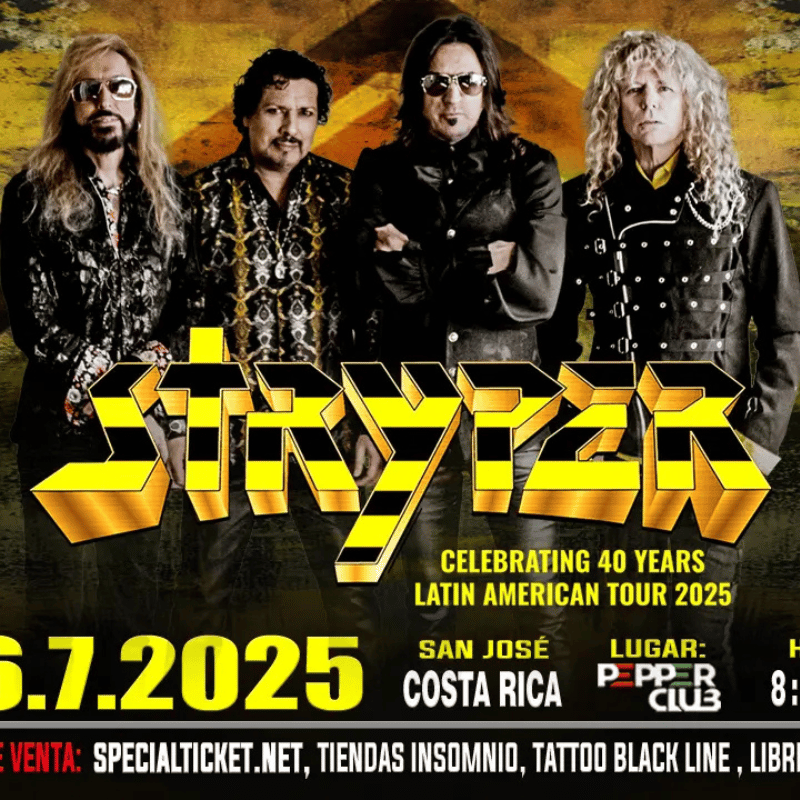 STRYPER
CELEBRATING 40 YEARS
LATIN AMERICAN TOUR 2025
6.7.2025
SAN JOSÉ
COSTA RICA
LUGAR:
PEPPER
CLUB
H
8:
E VENTA: SPECIALTICKET.NET, TIENDAS INSOMNIO, TATTOO BLACK LINE , LIBRE